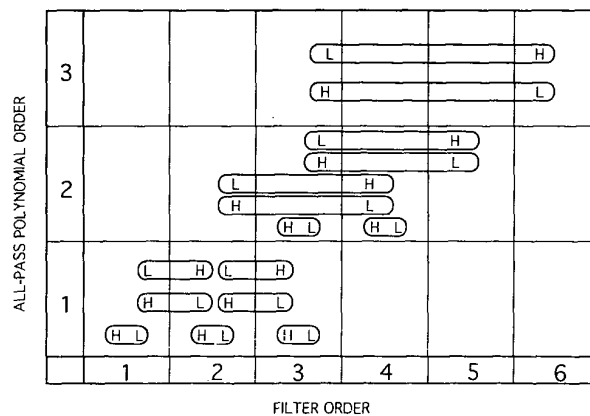 3
L H
H L
ALL-PASS POLYNOMIAL ORDER
2
L H
H L
L H
H L
H L H L
1
L H L H
H L H L
H L H L H L
1 2 3 4 5 6
FILTER ORDER